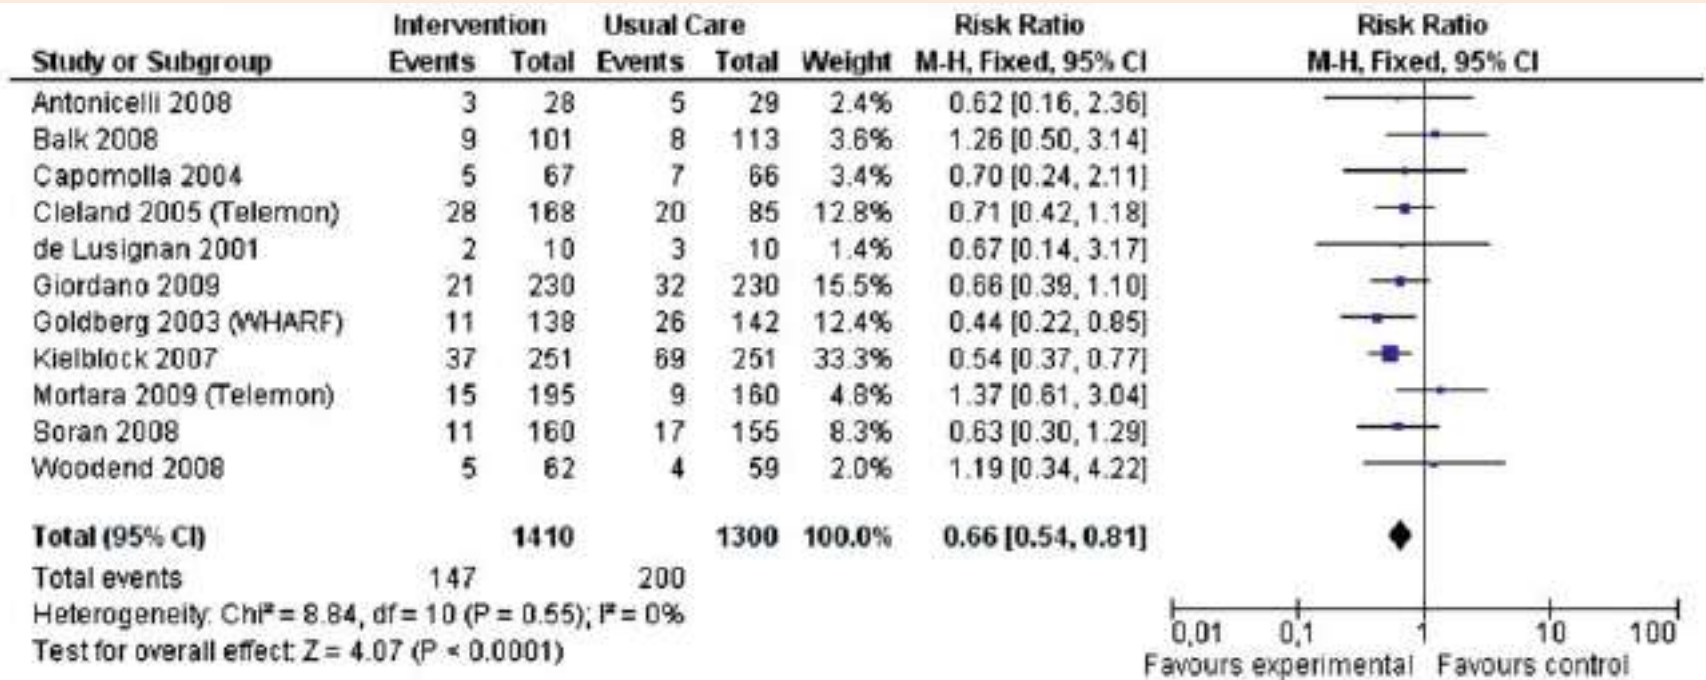 Intervention Usual Care Risk Ratio Risk Ratio
Study or Subgroup Events Total Events Total Weight M-H, Fixed, 95% CI M-H, Fixed, 95% CI
Antonicelli 2008 3 28 5 29 2.4% 0.62 [0.16, 2.36]
Balk 2008 9 101 8 113 3.6% 1.26 [0.50, 3.14]
Capomolla 2004 5 67 7 66 3.4% 0.70 [0.24, 2.11]
Cleland 2005 (Telemon) 28 168 20 85 12.8% 0.71 [0.42, 1.18]
de Lusignan 2001 2 10 3 10 1.4% 0.67 [0.14, 3.17]
Giordano 2009 21 230 32 230 15.5% 0.66 [0.39, 1.10]
Goldberg 2003 (WHARF) 11 138 26 142 12.4% 0.44 [0.22, 0.85]
Kielblock 2007 37 251 69 251 33.3% 0.54 [0.37, 0.77]
Mortara 2009 (Telemon) 15 195 9 160 4.8% 1.37 [0.61, 3.04]
Soran 2008 11 160 17 155 8.3% 0.63 [0.30, 1.29]
Woodend 2008 5 62 4 59 2.0% 1.19 [0.34, 4.22]
Total (95% CI) 1410 1300 100.0% 0.66 [0.54, 0.81]
Total events 147 200
Heterogeneity: Chi² = 8.84, df = 10 (P = 0.55); I² = 0%
Test for overall effect: Z = 4.07 (P < 0.0001)
0,01 0,1 1 10 100
Favours experimental Favours control